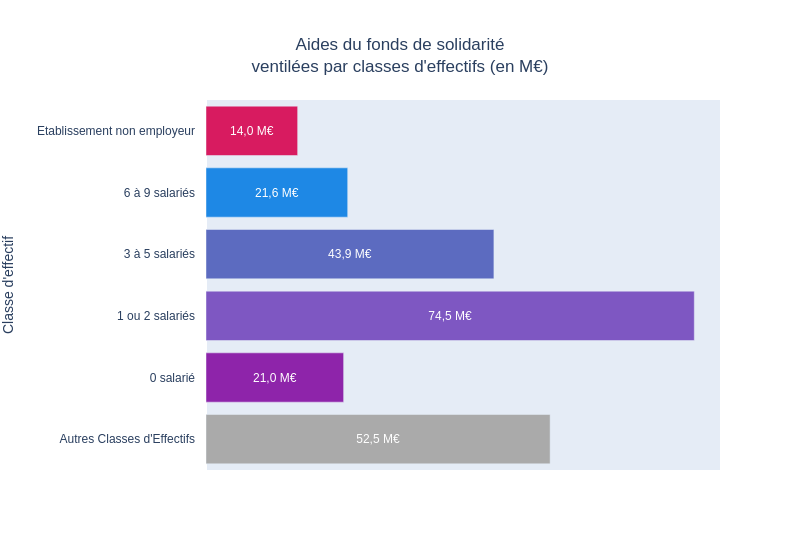 Aides du fonds de solidarité
ventilées par classes d'effectifs (en M€)
Classe d'effectif
Etablissement non employeur
14,0 M€
6 à 9 salariés
21,6 M€
3 à 5 salariés
43,9 M€
1 ou 2 salariés
74,5 M€
0 salarié
21,0 M€
Autres Classes d'Effectifs
52,5 M€